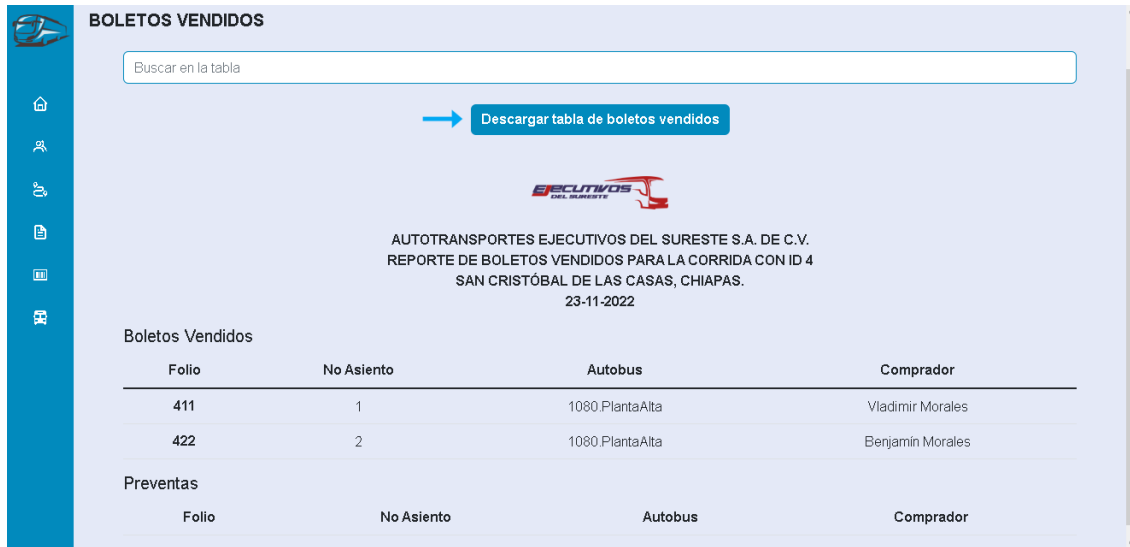 BOLETOS VENDIDOS
Buscar en la tabla
Descargar tabla de boletos vendidos
EJECUTIVOS
DEL SURESTE
AUTOTRANSPORTES EJECUTIVOS DEL SURESTE S.A. DE C.V.
REPORTE DE BOLETOS VENDIDOS PARA LA CORRIDA CON ID 4
SAN CRISTÓBAL DE LAS CASAS, CHIAPAS.
23-11-2022
Boletos Vendidos
Folio No Asiento Autobus Comprador
411 1 1080.PlantaAlta Vladimir Morales
422 2 1080.PlantaAlta Benjamín Morales
Preventas
Folio No Asiento Autobus Comprador